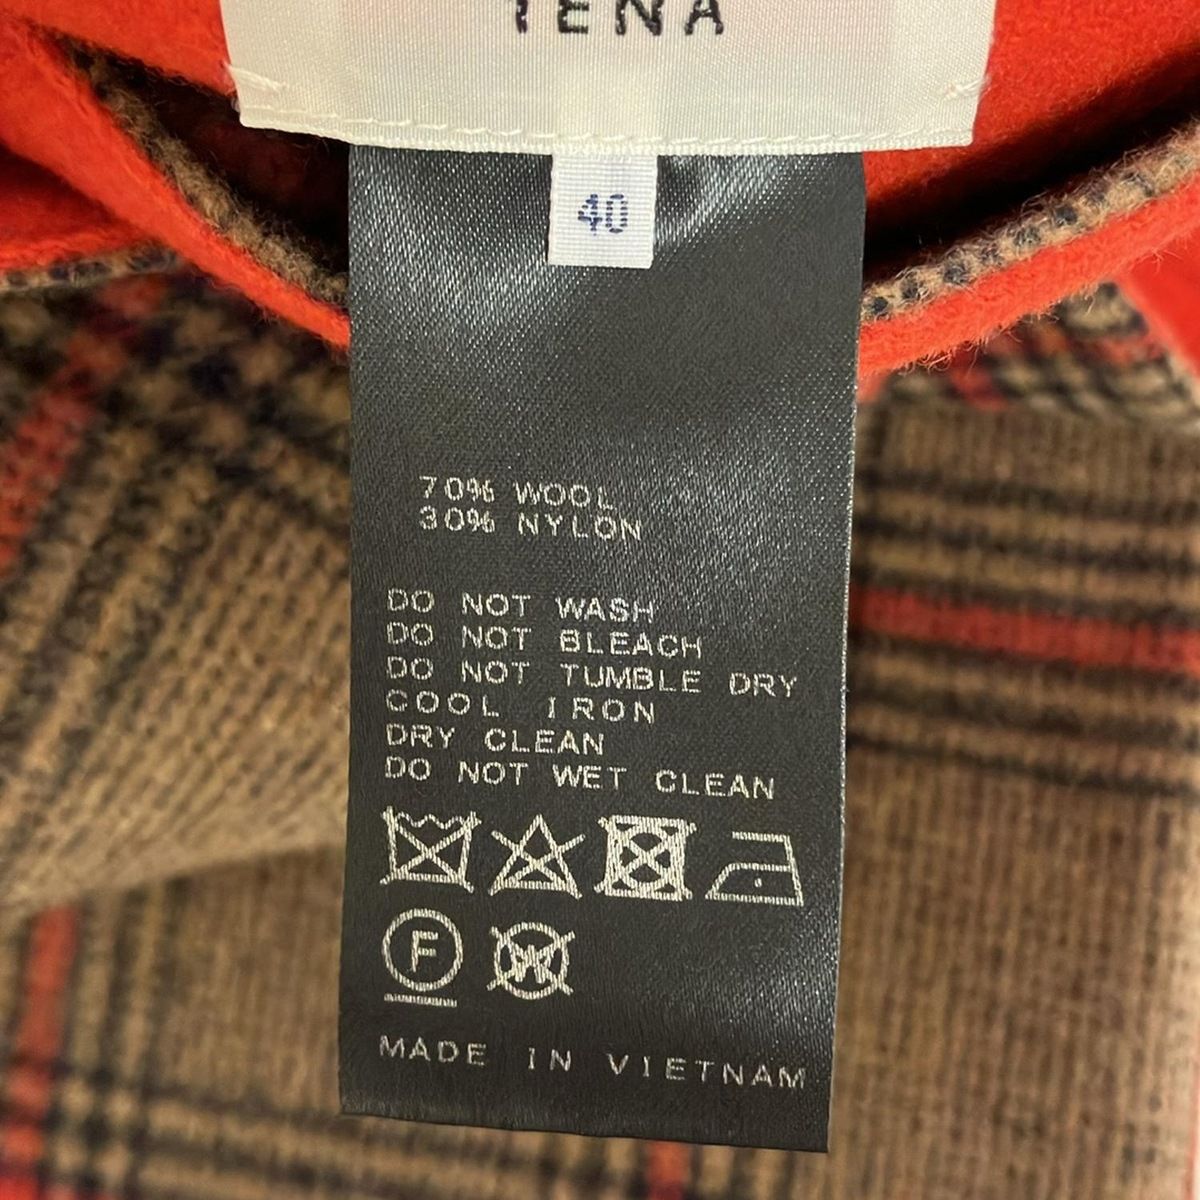 TENA
40
70% WOOL
30% NYLON
DO NOT WASH
DO NOT BLEACH
DO NOT TUMBLE DRY
COOL IRON
DRY CLEAN
DO NOT WET CLEAN
F
W
MADE IN VIETNAM